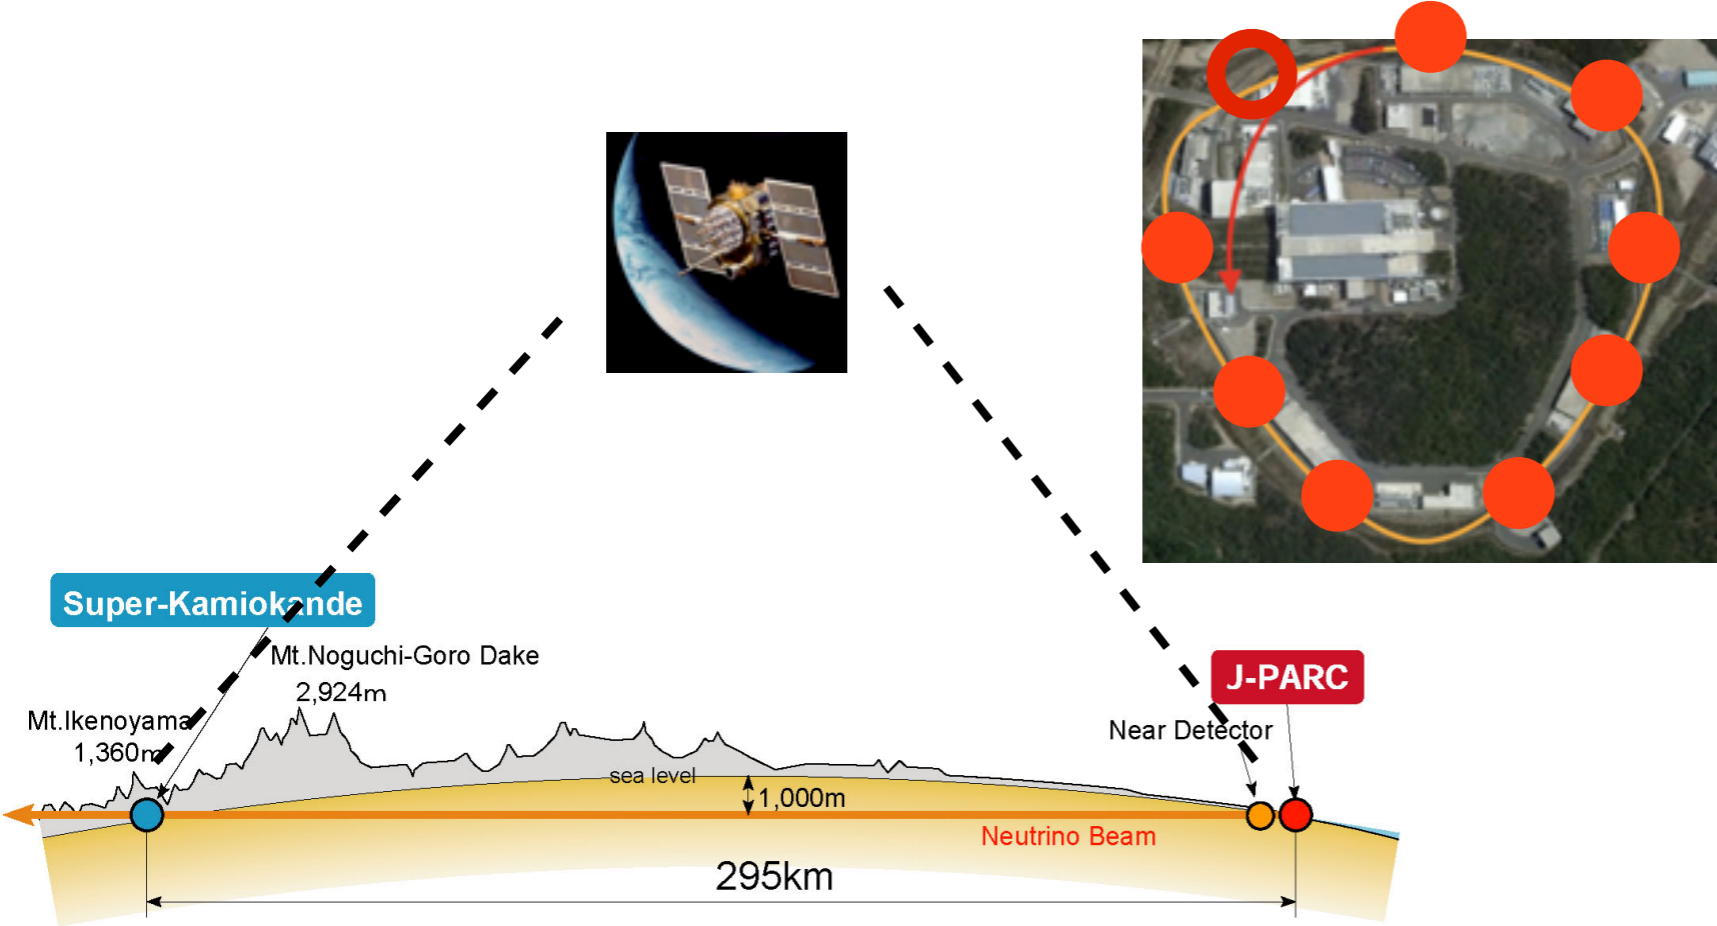 Super-Kamiokande
Mt.Noguchi-Goro Dake
2,924m
Mt.Ikenoyama
1,360m
J-PARC
Near Detector
sea level
1,000m
Neutrino Beam
295km